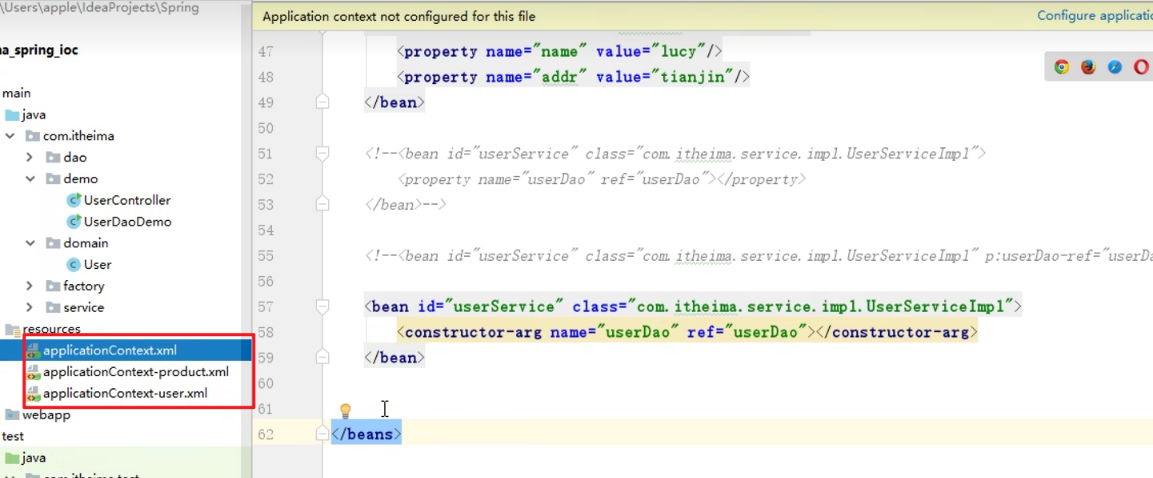 \Users\apple\IdeaProjects\Spring
a_spring_ioc
main
java
com.itheima
dao
demo
UserController
UserDaoDemo
domain
User
factory
service
resources
applicationContext.xml
applicationContext-product.xml
applicationContext-user.xml
webapp
test
java
com.itheima.test
Application context not configured for this file
Configure applicatio
47 <property name="name" value="lucy"/>
48 <property name="addr" value="tianjin"/>
49 </bean>
50
51 <!--<bean id="userService" class="com.itheima.service.impl.UserServiceImpl">
52 <property name="userDao" ref="userDao"></property>
53 </bean>-->
54
55 <!--<bean id="userService" class="com.itheima.service.impl.UserServiceImpl" p:userDao-ref="userDa
56
57 <bean id="userService" class="com.itheima.service.impl.UserServiceImpl">
58 <constructor-arg name="userDao" ref="userDao"></constructor-arg>
59 </bean>
60
61
62 </beans>